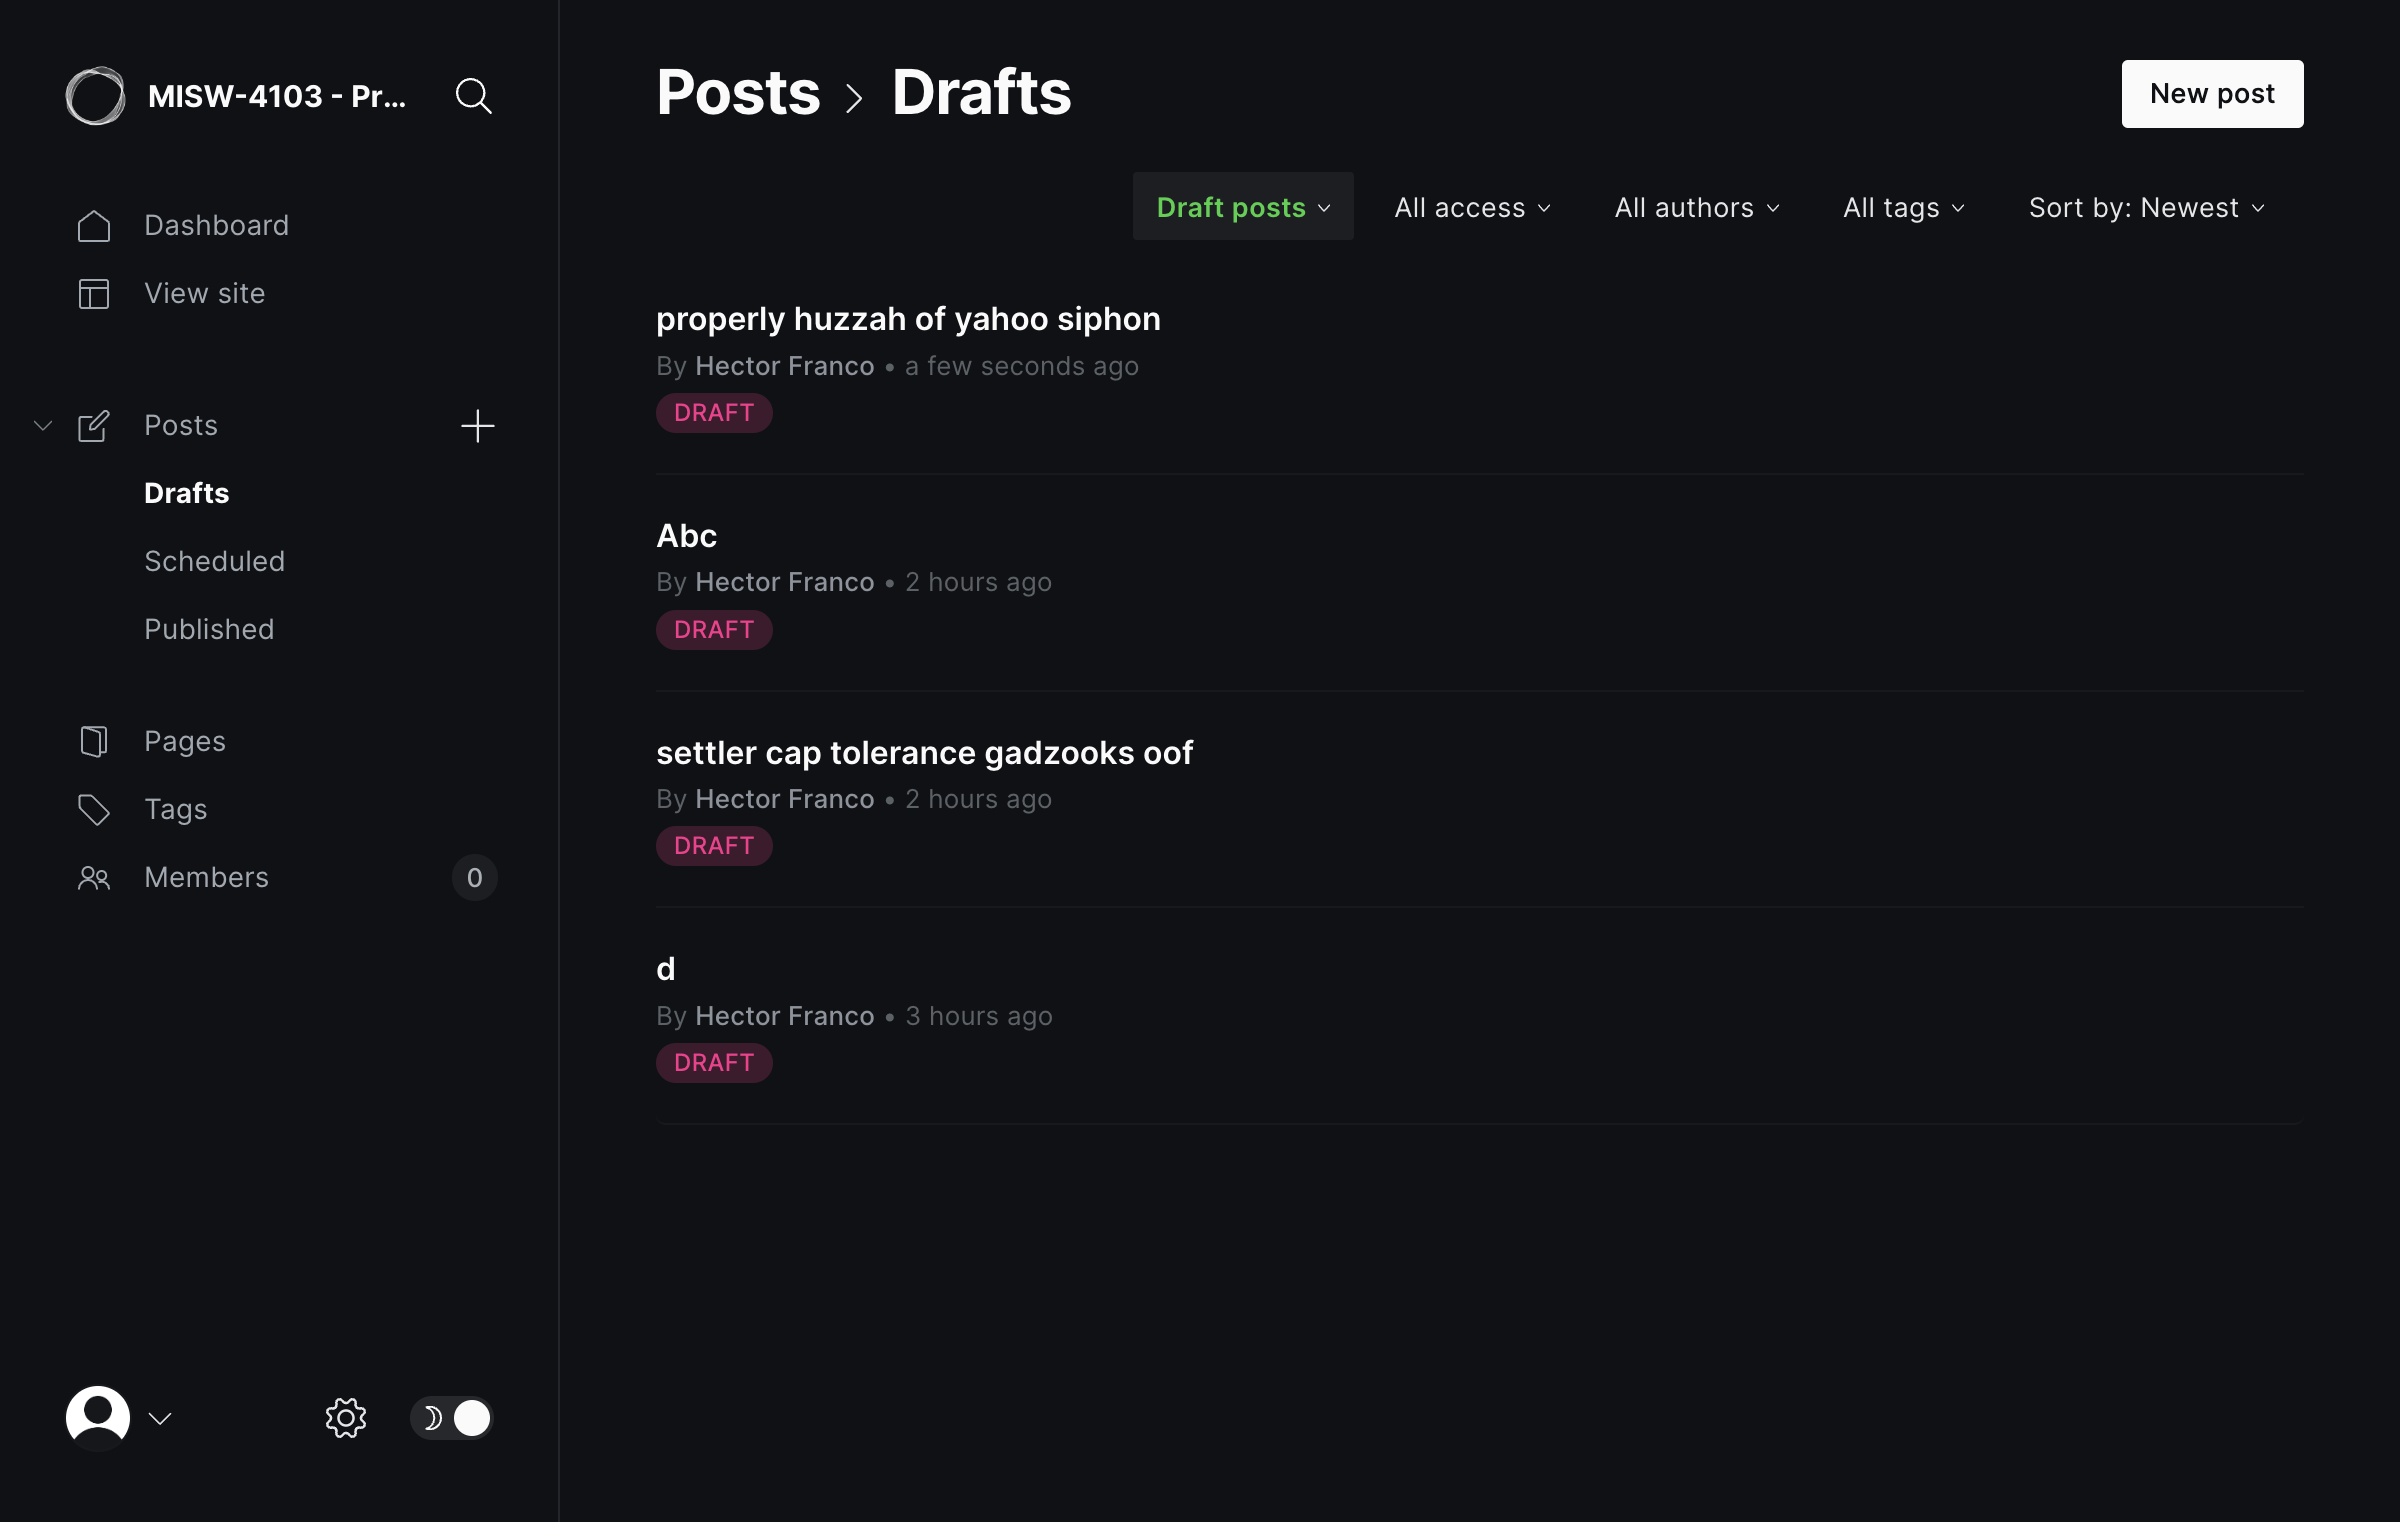 MISW-4103 - Pr...
Dashboard
View site
Posts
Drafts
Scheduled
Published
Pages
Tags
Members 0
Posts > Drafts
New post
Draft posts All access All authors All tags Sort by: Newest
properly huzzah of yahoo siphon
By Hector Franco • a few seconds ago
DRAFT
Abc
By Hector Franco • 2 hours ago
DRAFT
settler cap tolerance gadzooks oof
By Hector Franco • 2 hours ago
DRAFT
d
By Hector Franco • 3 hours ago
DRAFT